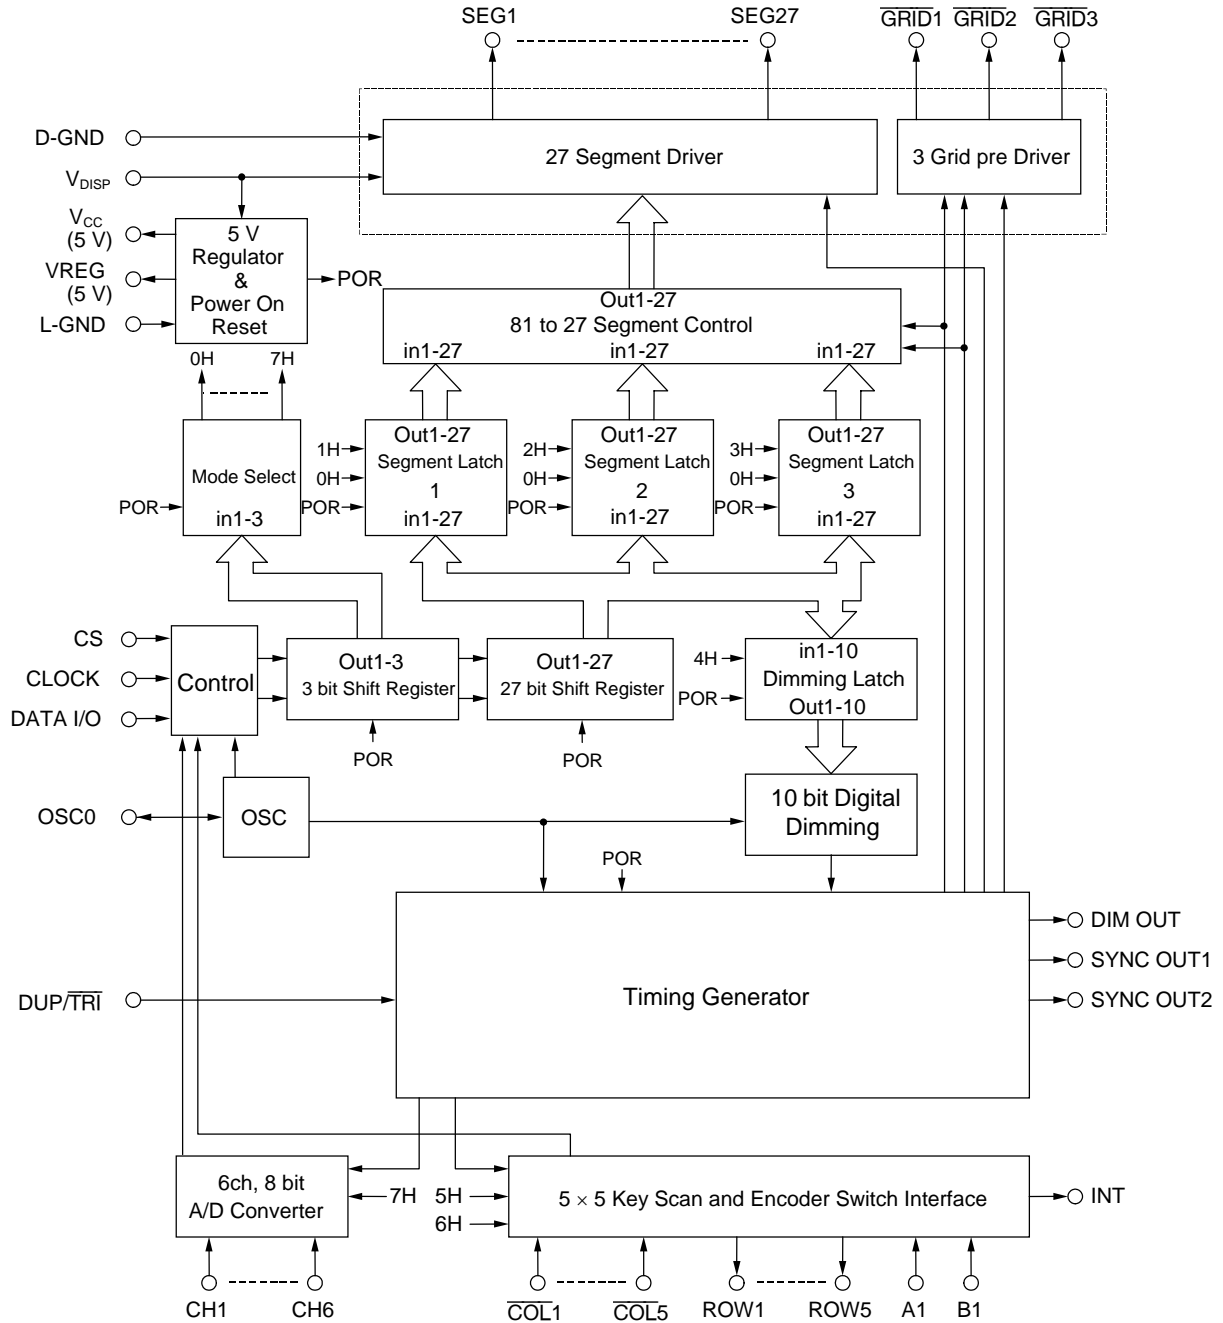 SEG1 SEG27 GRID1 GRID2 GRID3
D-GND
27 Segment Driver
3 Grid pre Driver
VDISP
VCC
(5 V)
VREG
(5 V)
L-GND
5 V
Regulator
&
Power On
Reset
POR
Out1-27
81 to 27 Segment Control
in1-27 in1-27 in1-27
0H 7H
Mode Select
in1-3
POR
1H
0H
POR
Out1-27
Segment Latch
1
in1-27
2H
0H
POR
Out1-27
Segment Latch
2
in1-27
3H
0H
POR
Out1-27
Segment Latch
3
in1-27
CS
CLOCK
DATA I/O
Control
Out1-3
3 bit Shift Register
POR
Out1-27
27 bit Shift Register
POR
4H
POR
in1-10
Dimming Latch
Out1-10
OSC0
OSC
10 bit Digital
Dimming
POR
DUP/TRI
Timing Generator
DIM OUT
SYNC OUT1
SYNC OUT2
6ch, 8 bit
A/D Converter
7H
5H
6H
5 × 5 Key Scan and Encoder Switch Interface
INT
CH1 CH6 COL1 COL5 ROW1 ROW5 A1 B1